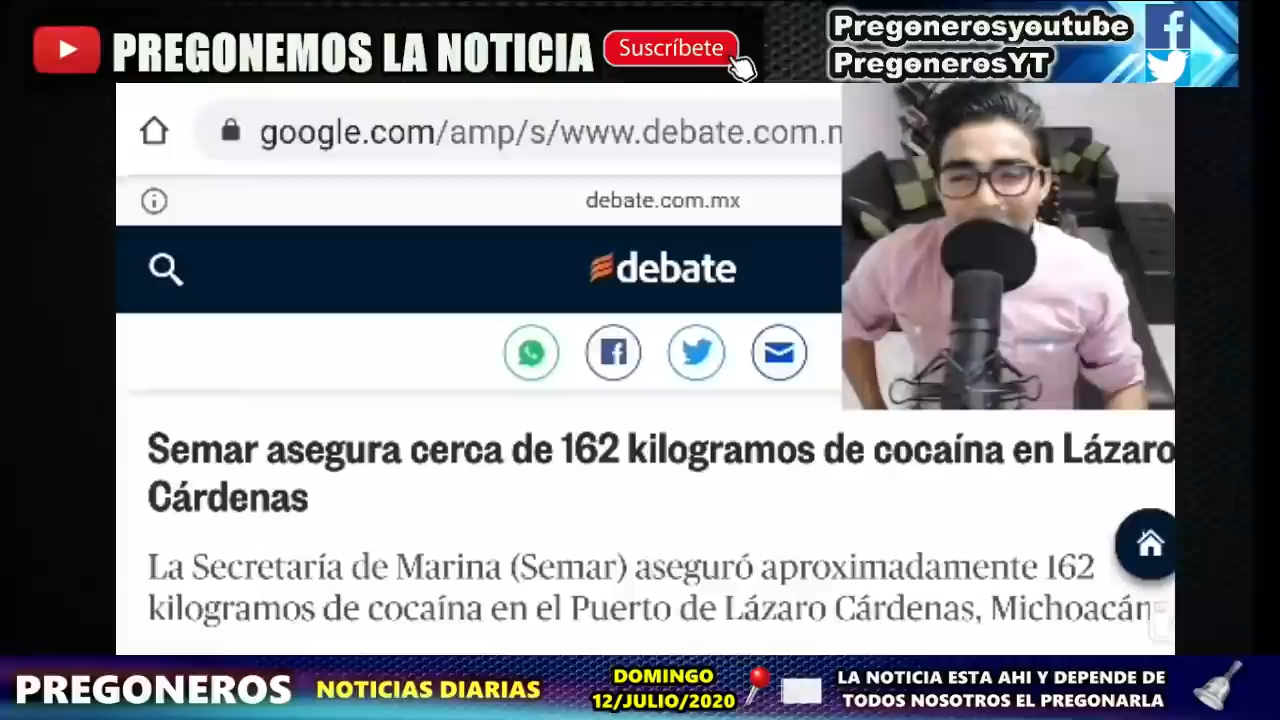 PREGONEMOS LA NOTICIA
Suscríbete
Pregonerosyoutube
PregonerosYT
google.com/amp/s/www.debate.com.m
debate.com.mx
debate
Semar asegura cerca de 162 kilogramos de cocaína en Lázaro
Cárdenas
La Secretaría de Marina (Semar) aseguró aproximadamente 162
kilogramos de cocaína en el Puerto de Lázaro Cárdenas, Michoacán
PREGONEROS
NOTICIAS DIARIAS
DOMINGO
12/JULIO/2020
LA NOTICIA ESTA AHI Y DEPENDE DE
TODOS NOSOTROS EL PREGONARLA